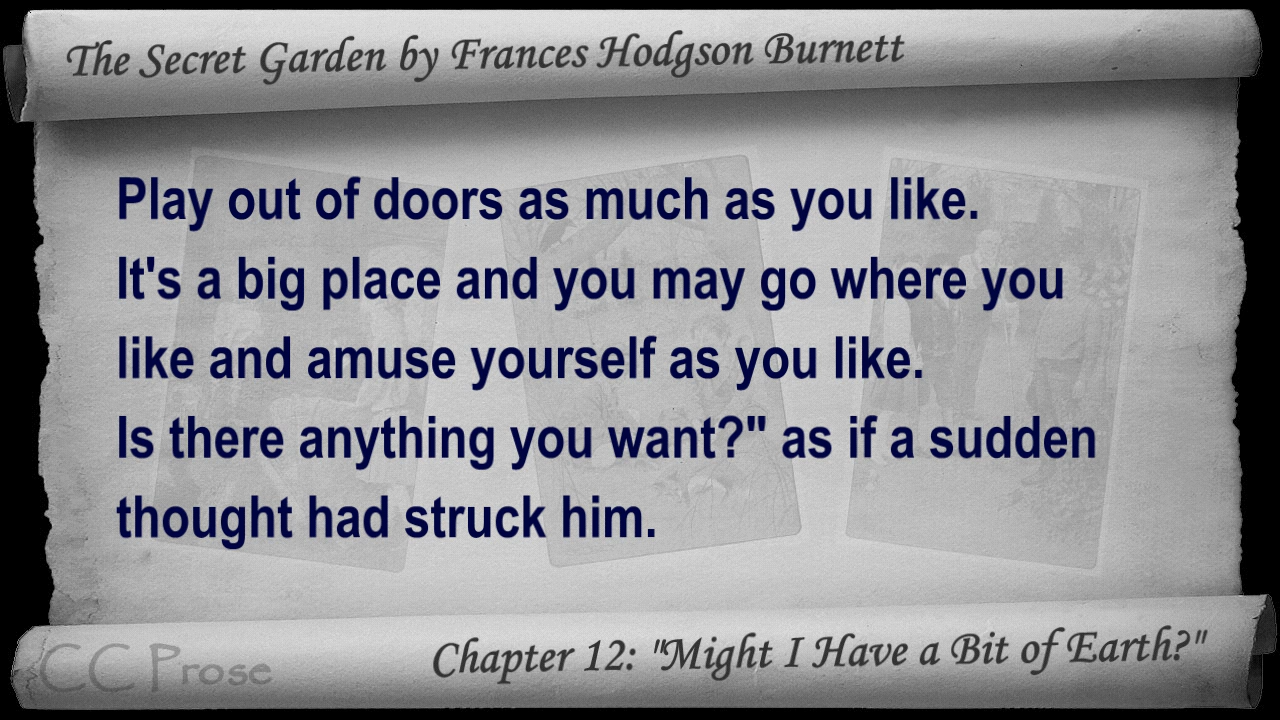 The Secret Garden by Frances Hodgson Burnett
Play out of doors as much as you like.
It's a big place and you may go where you
like and amuse yourself as you like.
Is there anything you want?" as if a sudden
thought had struck him.
CC Prose
Chapter 12: "Might I Have a Bit of Earth?"